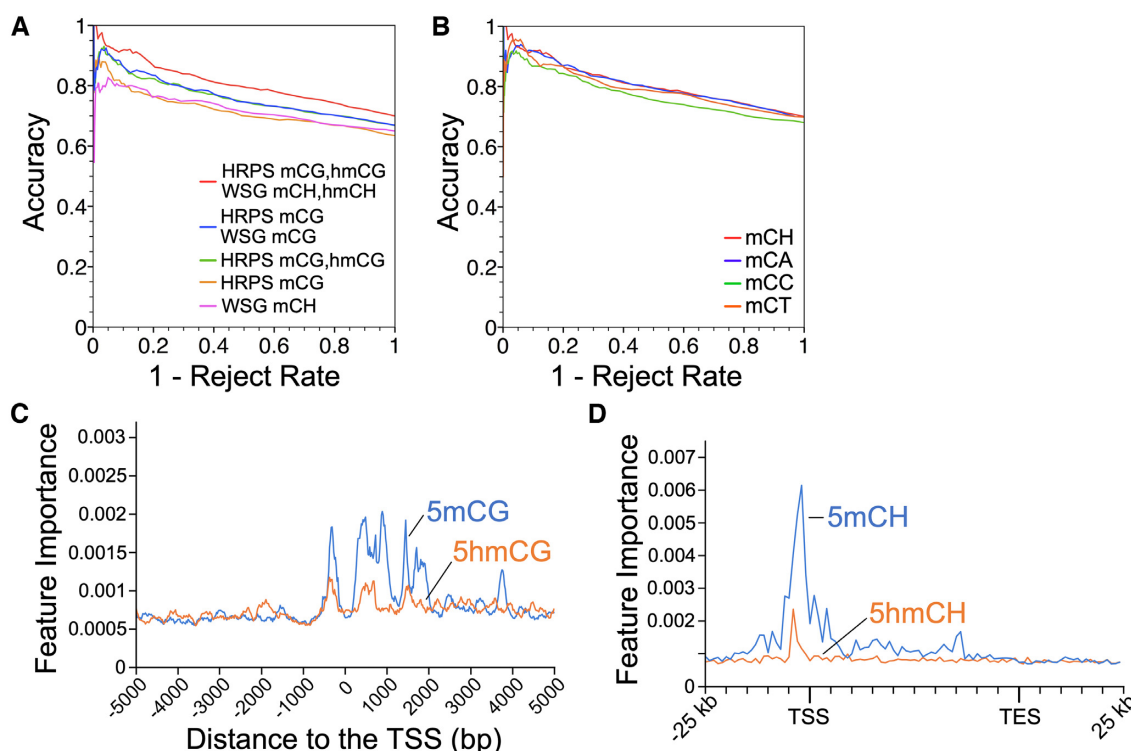 A
1
0.8
0.6
0.4
0.2
0
Accuracy
HRPS mCG,hmCG
WSG mCH,hmCH
HRPS mCG
WSG mCG
HRPS mCG,hmCG
HRPS mCG
WSG mCH
0 0.2 0.4 0.6 0.8 1
1 - Reject Rate
B
1
0.8
0.6
0.4
0.2
0
Accuracy
mCH
mCA
mCC
mCT
0 0.2 0.4 0.6 0.8 1
1 - Reject Rate
C
0.003
0.0025
0.002
0.0015
0.001
0.0005
0
Feature Importance
5mCG
5hmCG
-5000 -4000 -3000 -2000 -1000 0 1000 2000 3000 4000 5000
Distance to the TSS (bp)
D
0.007
0.006
0.005
0.003
0.002
0
Feature Importance
5mCH
5hmCH
-25 kb TSS TES 25 kb